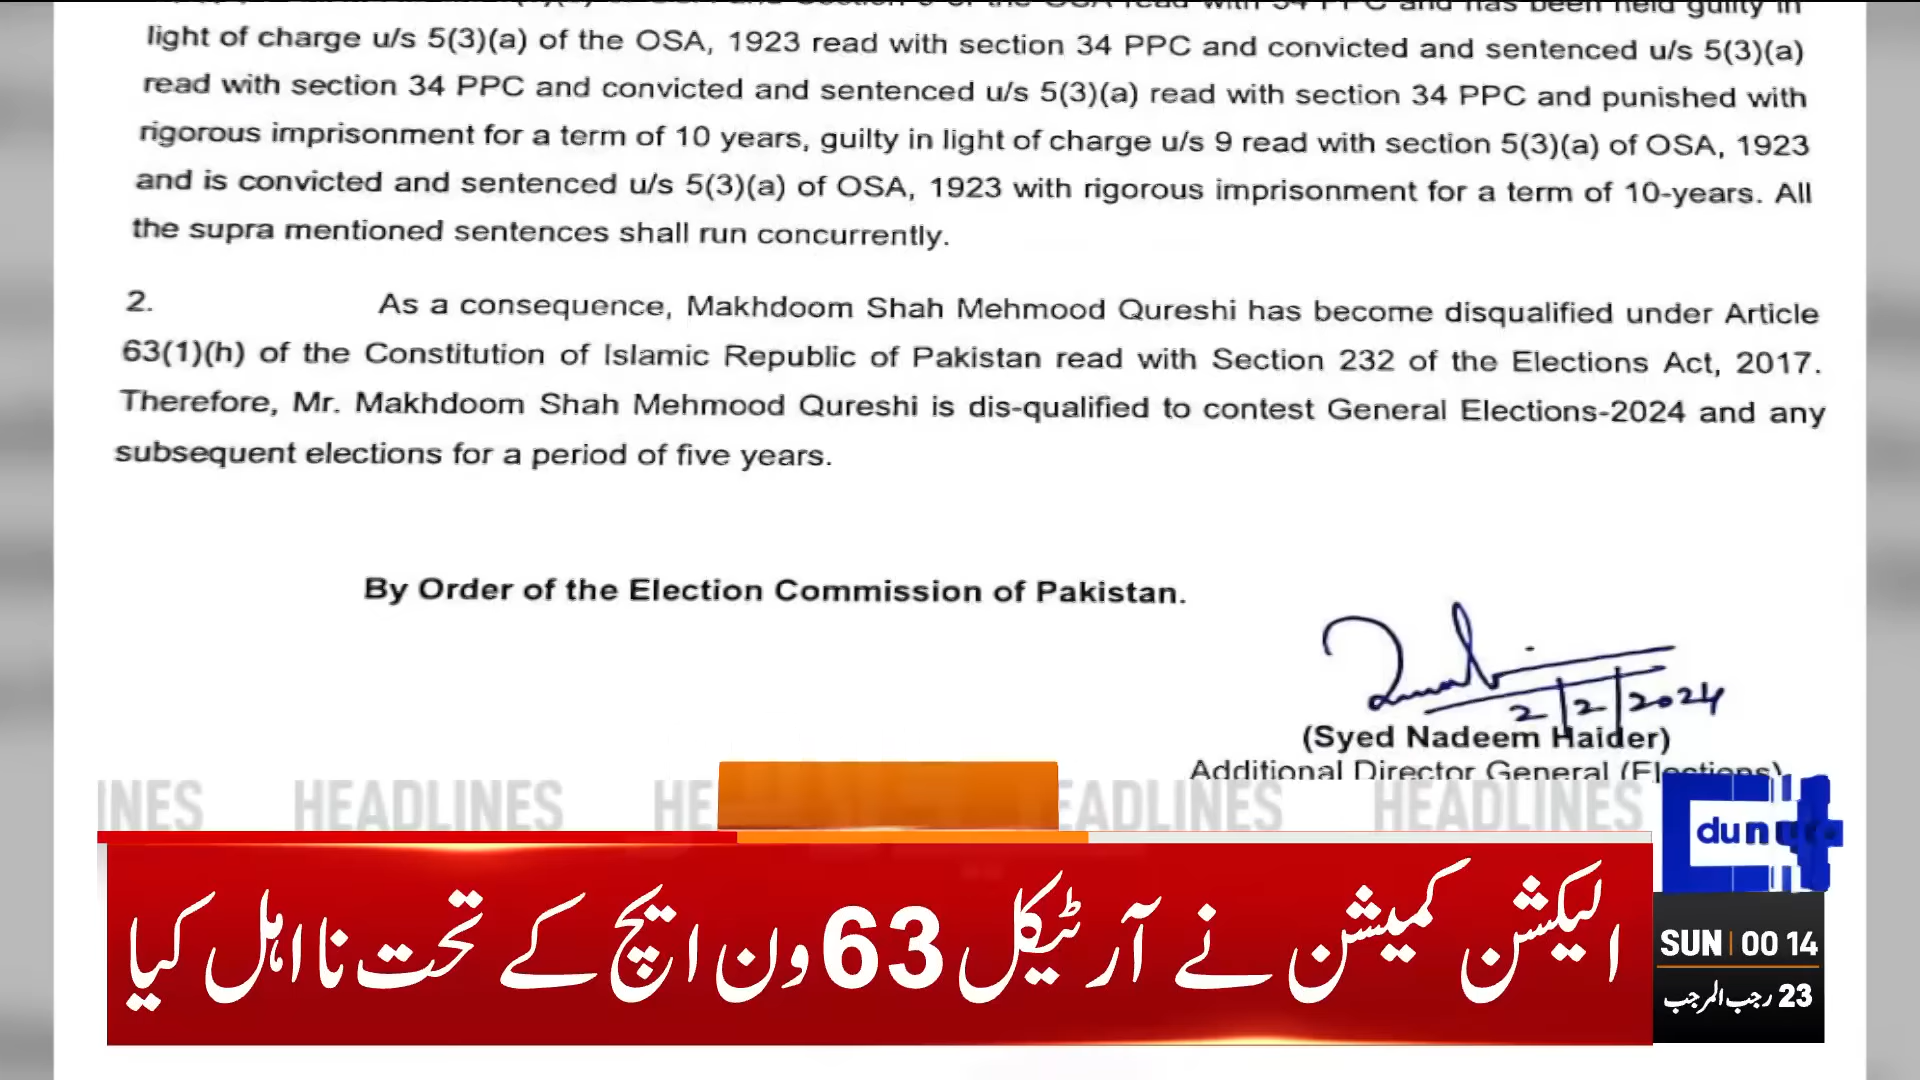 light of charge u/s 5(3)(a) of the OSA, 1923 read with section 34 PPC and convicted and sentenced u/s 5(3)(a)
read with section 34 PPC and convicted and sentenced u/s 5(3)(a) read with section 34 PPC and punished with
rigorous imprisonment for a term of 10 years, guilty in light of charge u/s 9 read with section 5(3)(a) of OSA, 1923
and is convicted and sentenced u/s 5(3)(a) of OSA, 1923 with rigorous imprisonment for a term of 10-years. All
the supra mentioned sentences shall run concurrently.
2. As a consequence, Makhdoom Shah Mehmood Qureshi has become disqualified under Article
63(1)(h) of the Constitution of Islamic Republic of Pakistan read with Section 232 of the Elections Act, 2017.
Therefore, Mr. Makhdoom Shah Mehmood Qureshi is dis-qualified to contest General Elections-2024 and any
subsequent elections for a period of five years.
By Order of the Election Commission of Pakistan.
2/2/2024
(Syed Nadeem Haider)
Additional Director General (Elections)
HEADLINES HEADLINES HEADLINES
الیکشن کمیشن نے آرٹیکل 63 ون ایچ کے تحت نا اہل کیا
SUN 00 14
23 رجب المرجب